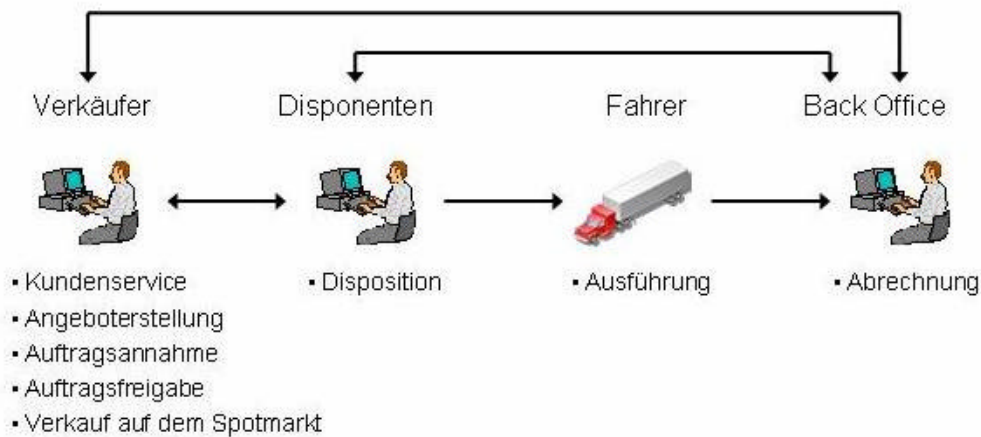 Verkäufer Disponenten Fahrer Back Office
▪ Kundenservice ▪ Disposition ▪ Ausführung ▪ Abrechnung
▪ Angeboterstellung
▪ Auftragsannahme
▪ Auftragsfreigabe
▪ Verkauf auf dem Spotmarkt